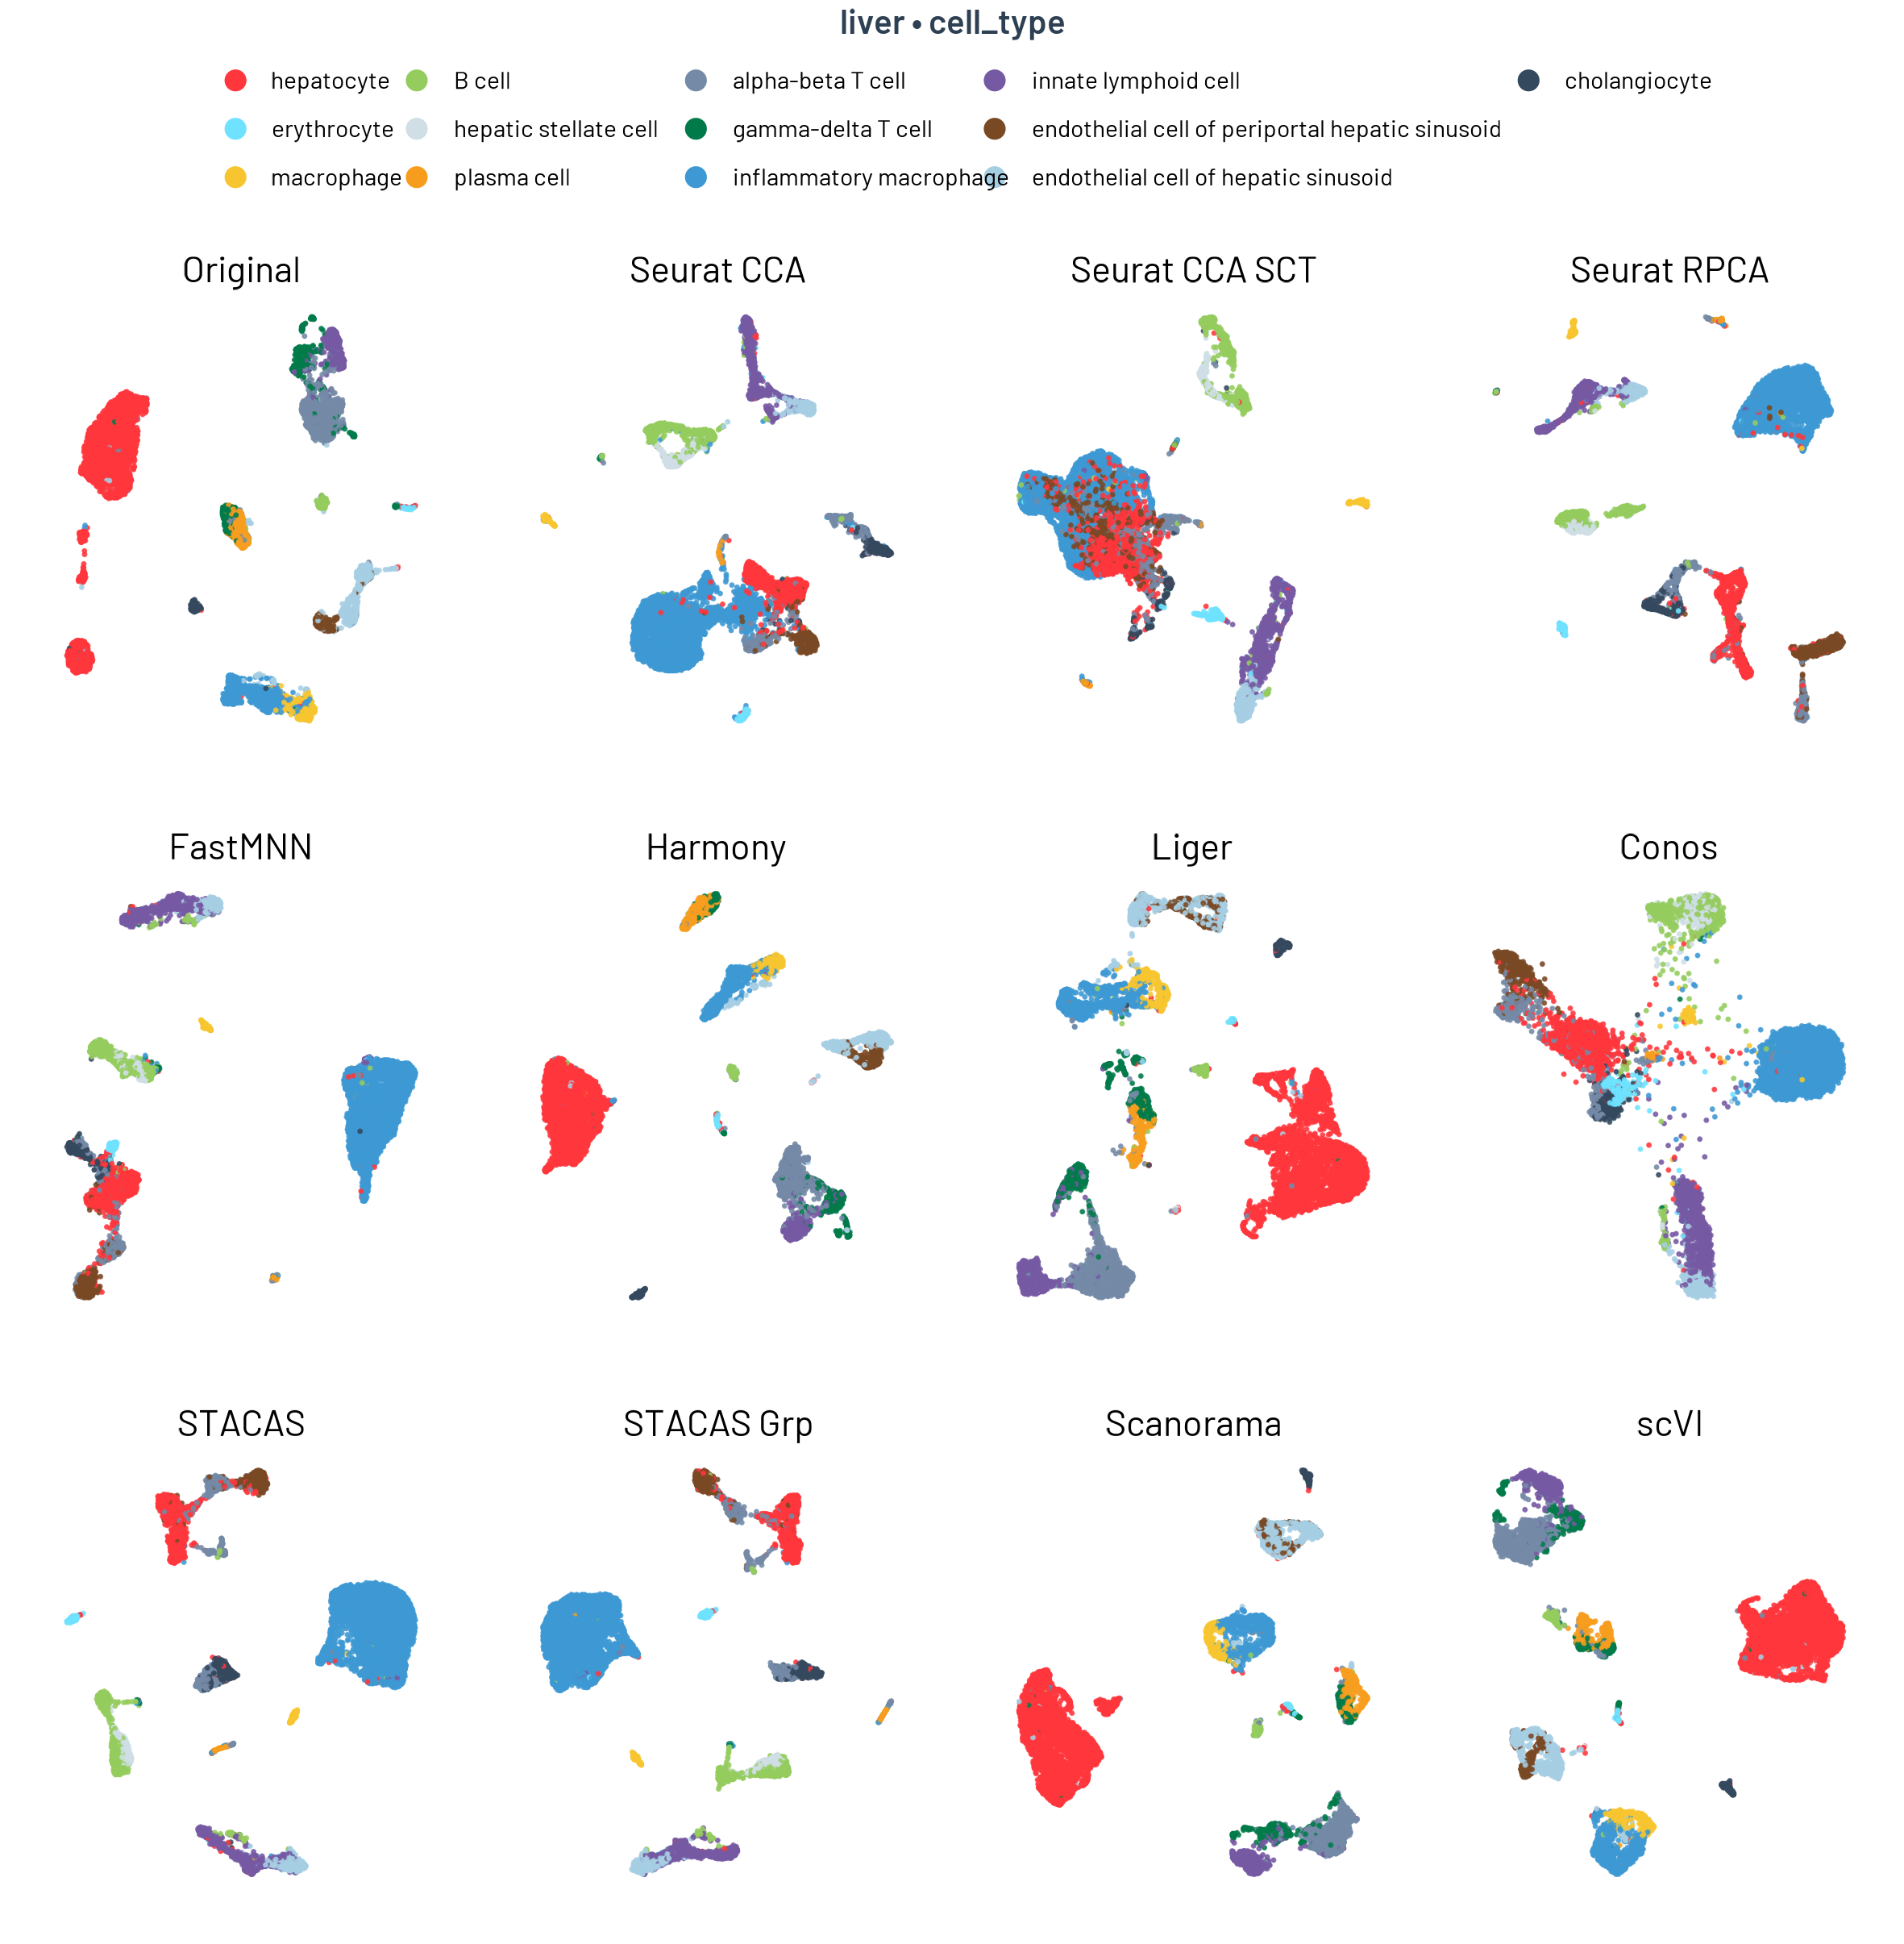 liver • cell_type
hepatocyte B cell alpha-beta T cell innate lymphoid cell cholangiocyte
erythrocyte hepatic stellate cell gamma-delta T cell endothelial cell of periportal hepatic sinusoid
macrophage plasma cell inflammatory macrophage endothelial cell of hepatic sinusoid
Original Seurat CCA Seurat CCA SCT Seurat RPCA
FastMNN Harmony Liger Conos
STACAS STACAS Grp Scanorama scVI